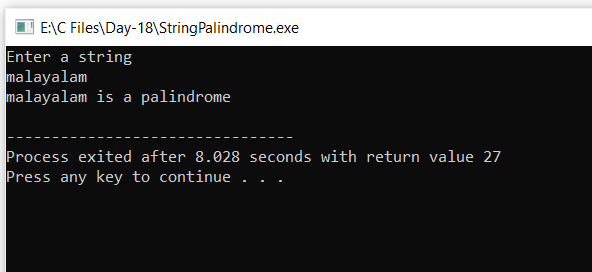 E:\C Files\Day-18\StringPalindrome.exe
Enter a string
malayalam
malayalam is a palindrome
--------------------------------
Process exited after 8.028 seconds with return value 27
Press any key to continue . . .